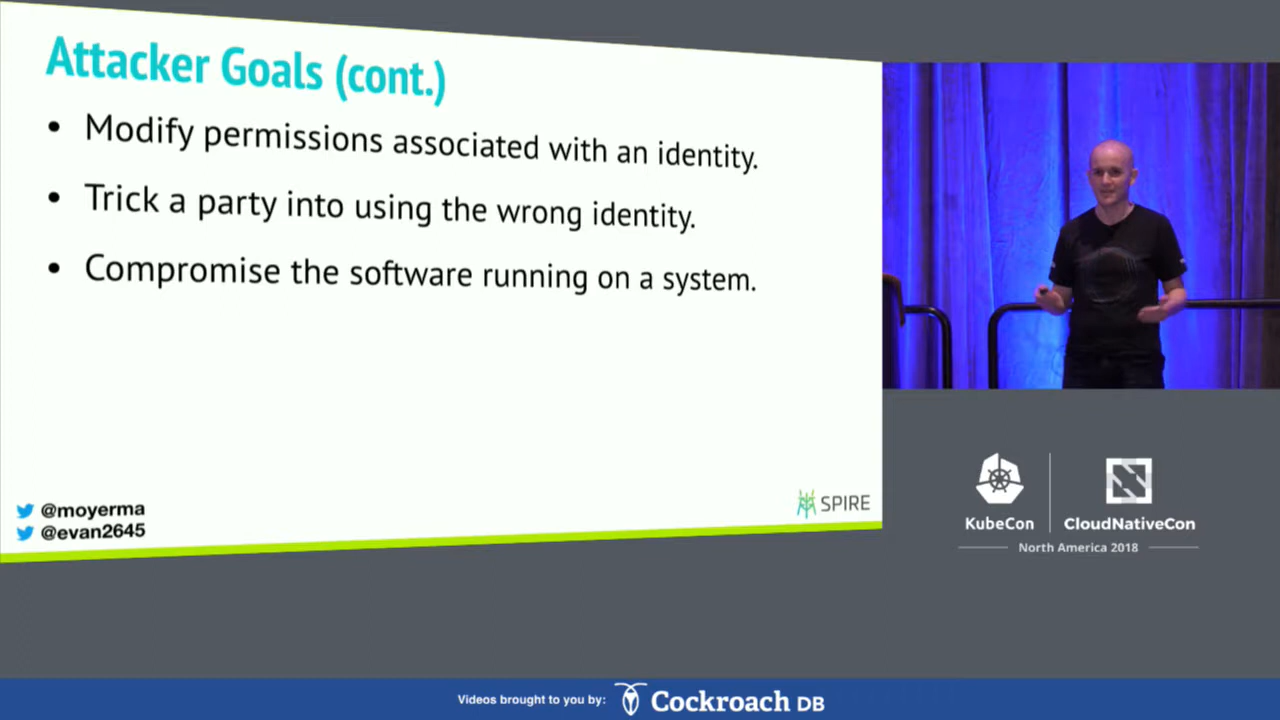 Attacker Goals (cont.)
• Modify permissions associated with an identity.
• Trick a party into using the wrong identity.
• Compromise the software running on a system.
@moyerma
@evan2645
SPIRE
KubeCon
CloudNativeCon
North America 2018
Videos brought to you by:
Cockroach DB